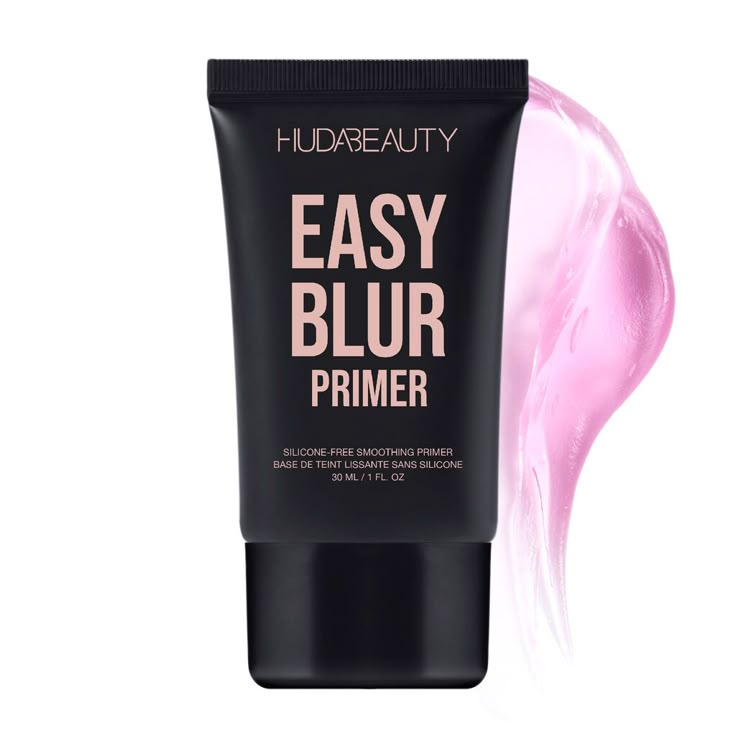 HUDABEAUTY
EASY
BLUR
PRIMER
SILICONE-FREE SMOOTHING PRIMER
BASE DE TEINT LISSANTE SANS SILICONE
30 ML / 1 FL. OZ